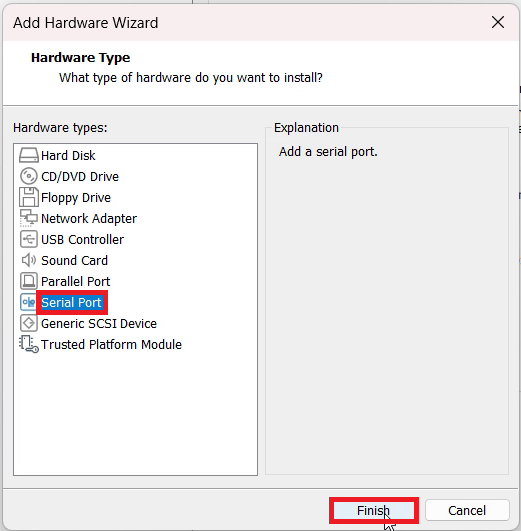 Add Hardware Wizard
Hardware Type
What type of hardware do you want to install?
Hardware types:
Hard Disk
CD/DVD Drive
Floppy Drive
Network Adapter
USB Controller
Sound Card
Parallel Port
Serial Port
Generic SCSI Device
Trusted Platform Module
Explanation
Add a serial port.
Finish
Cancel